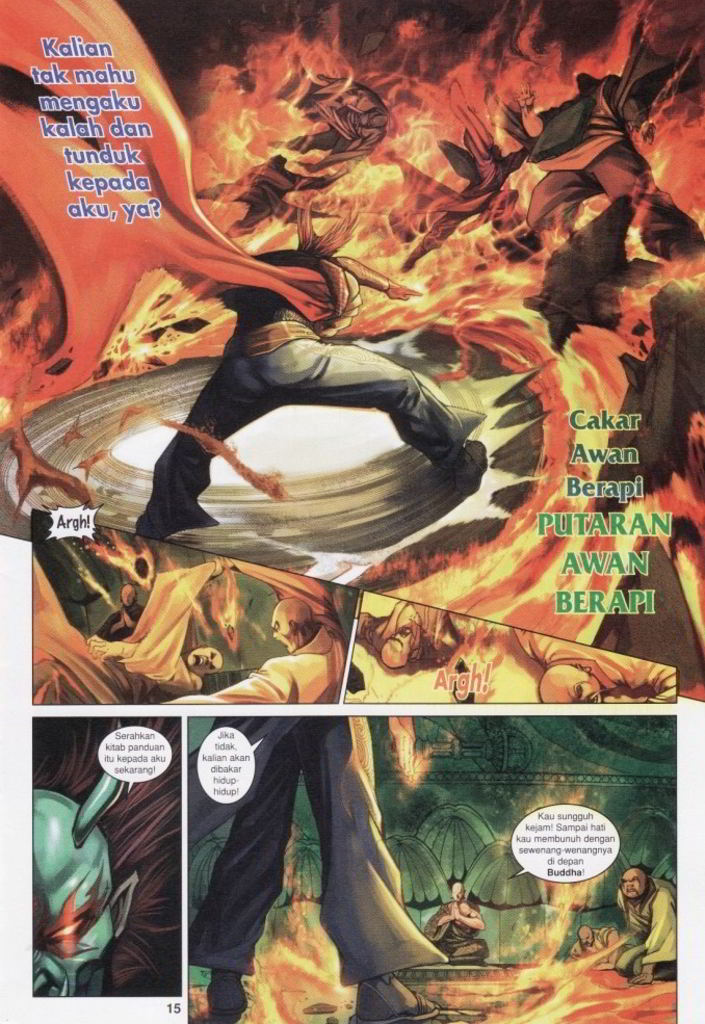 Kalian
tak mahu
mengaku
kalah dan
tunduk
kepada
aku, ya?
Cakar
Awan
Berapi
PUTARAN
AWAN
BERAPI
Argh!
Argh!
Serahkan
kitab panduan
itu kepada aku
sekarang!
Jika
tidak,
kalian akan
dibakar
hidup-
hidup!
Kau sungguh
kejam! Sampai hati
kau membunuh dengan
sewenang-wenangnya
di depan
Buddha!
15